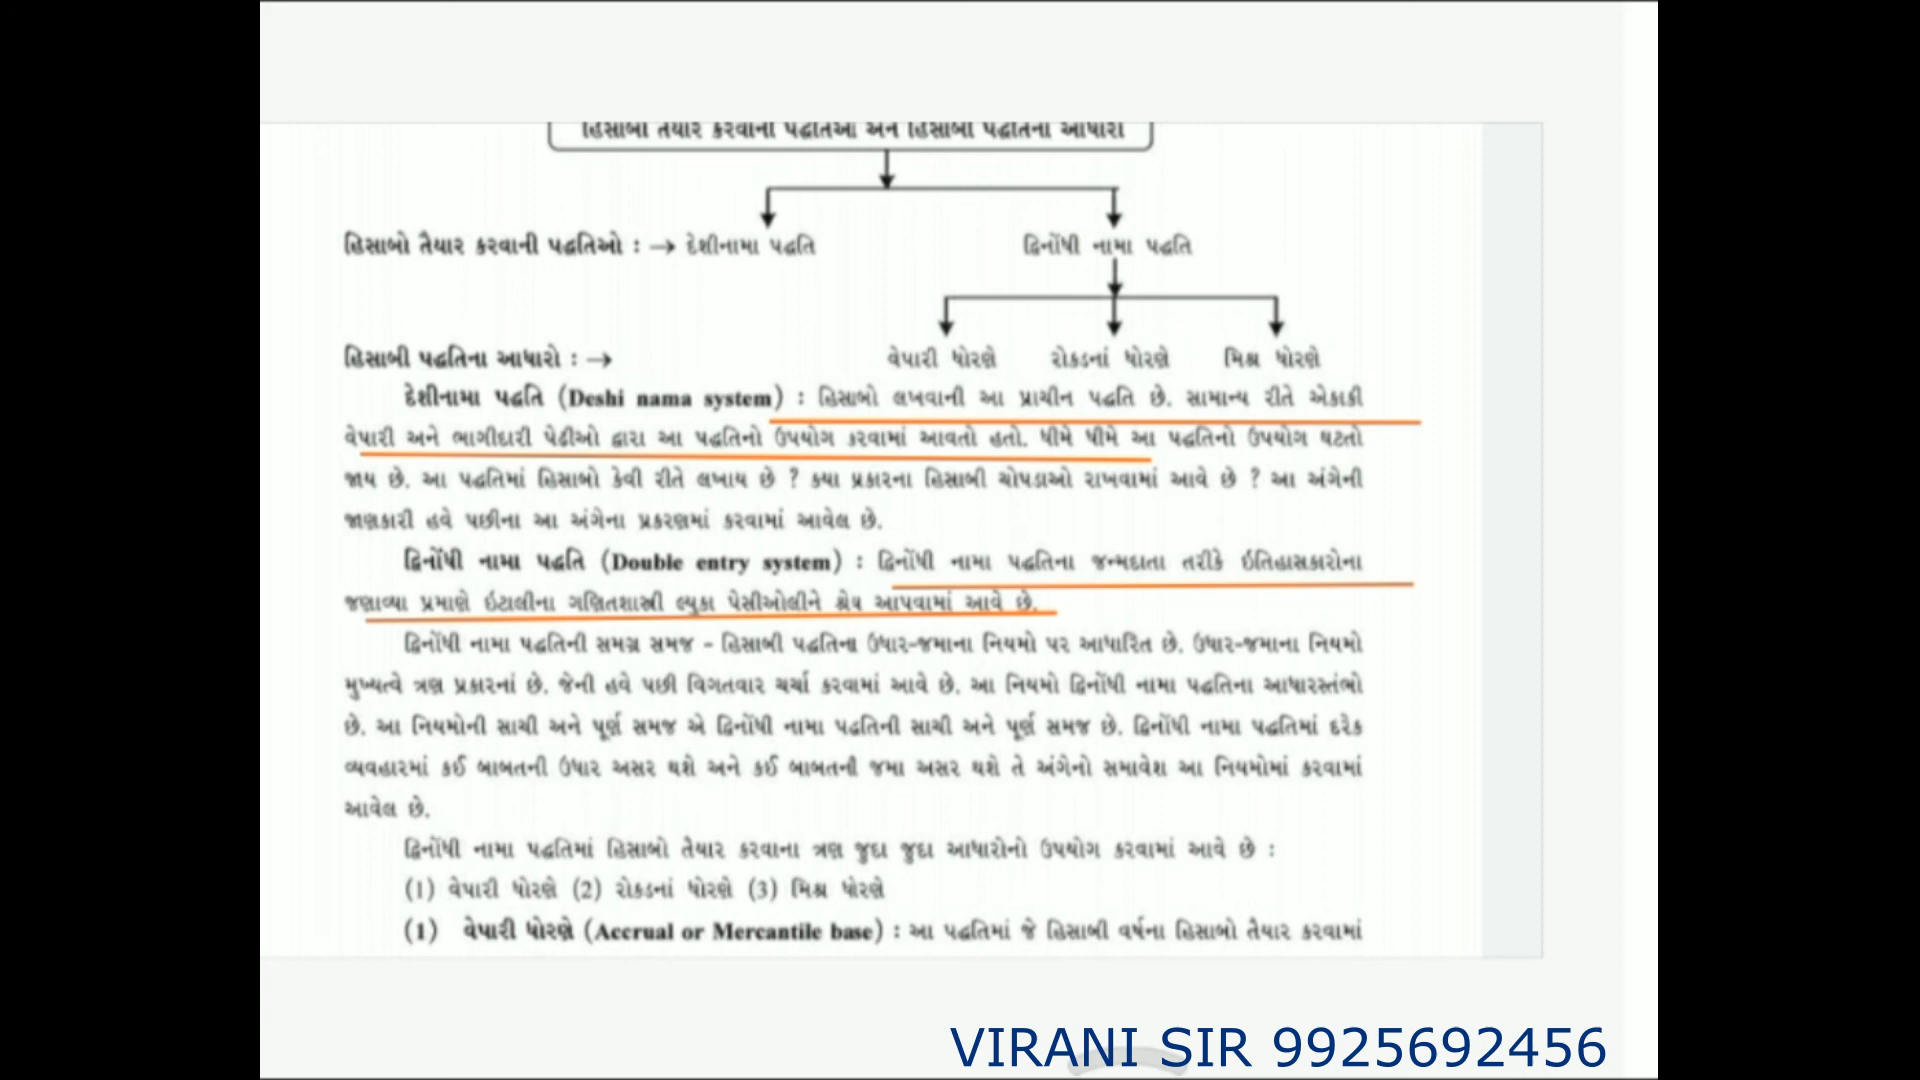 હિસાબો તૈયાર કરવાની પદ્ધતિઓ અને હિસાબી પદ્ધતિના આધારો
હિસાબો તૈયાર કરવાની પદ્ધતિઓ : → દેશીનામા પદ્ધતિ દ્વિનોંધી નામા પદ્ધતિ
હિસાબી પદ્ધતિના આધારો : → વેપારી ધોરણે રોકડનાં ધોરણે મિશ્ર ધોરણે
દેશીનામા પદ્ધતિ (Deshi nama system) : હિસાબો લખવાની આ પ્રાચીન પદ્ધતિ છે. સામાન્ય રીતે એકાકી
વેપારી અને ભાગીદારી પેઢીઓ દ્વારા આ પદ્ધતિનો ઉપયોગ કરવામાં આવતો હતો. ધીમે ધીમે આ પદ્ધતિનો ઉપયોગ ઘટતો
જાય છે. આ પદ્ધતિમાં હિસાબો કેવી રીતે લખાય છે ? ક્યા પ્રકારના હિસાબી ચોપડાઓ રાખવામાં આવે છે ? આ અંગેની
જાણકારી હવે પછીના આ અંગેના પ્રકરણમાં કરવામાં આવેલ છે.
દ્વિનોંધી નામા પદ્ધતિ (Double entry system) : દ્વિનોંધી નામા પદ્ધતિના જન્મદાતા તરીકે ઇતિહાસકારોના
જણાવ્યા પ્રમાણે ઇટાલીના ગણિતશાસ્ત્રી લ્યુકા પેસીઓલીને શ્રેય આપવામાં આવે છે.
દ્વિનોંધી નામા પદ્ધતિની સમગ્ર સમજ - હિસાબી પદ્ધતિના ઉધાર-જમાના નિયમો પર આધારિત છે. ઉધાર-જમાના નિયમો
મુખ્યત્વે ત્રણ પ્રકારનાં છે. જેની હવે પછી વિગતવાર ચર્ચા કરવામાં આવે છે. આ નિયમો દ્વિનોંધી નામા પદ્ધતિના આધારસ્તંભો
છે. આ નિયમોની સાચી અને પૂર્ણ સમજ એ દ્વિનોંધી નામા પદ્ધતિની સાચી અને પૂર્ણ સમજ છે. દ્વિનોંધી નામા પદ્ધતિમાં દરેક
વ્યવહારમાં કઈ બાબતની ઉધાર અસર થશે અને કઈ બાબતની જમા અસર થશે તે અંગેનો સમાવેશ આ નિયમોમાં કરવામાં
આવેલ છે.
દ્વિનોંધી નામા પદ્ધતિમાં હિસાબો તૈયાર કરવાના ત્રણ જુદા જુદા આધારોનો ઉપયોગ કરવામાં આવે છે :
(1) વેપારી ધોરણે (2) રોકડનાં ધોરણે (3) મિશ્ર ધોરણે
(1) વેપારી ધોરણે (Accrual or Mercantile base) : આ પદ્ધતિમાં જે હિસાબી વર્ષના હિસાબો તૈયાર કરવામાં
VIRANI SIR 9925692456